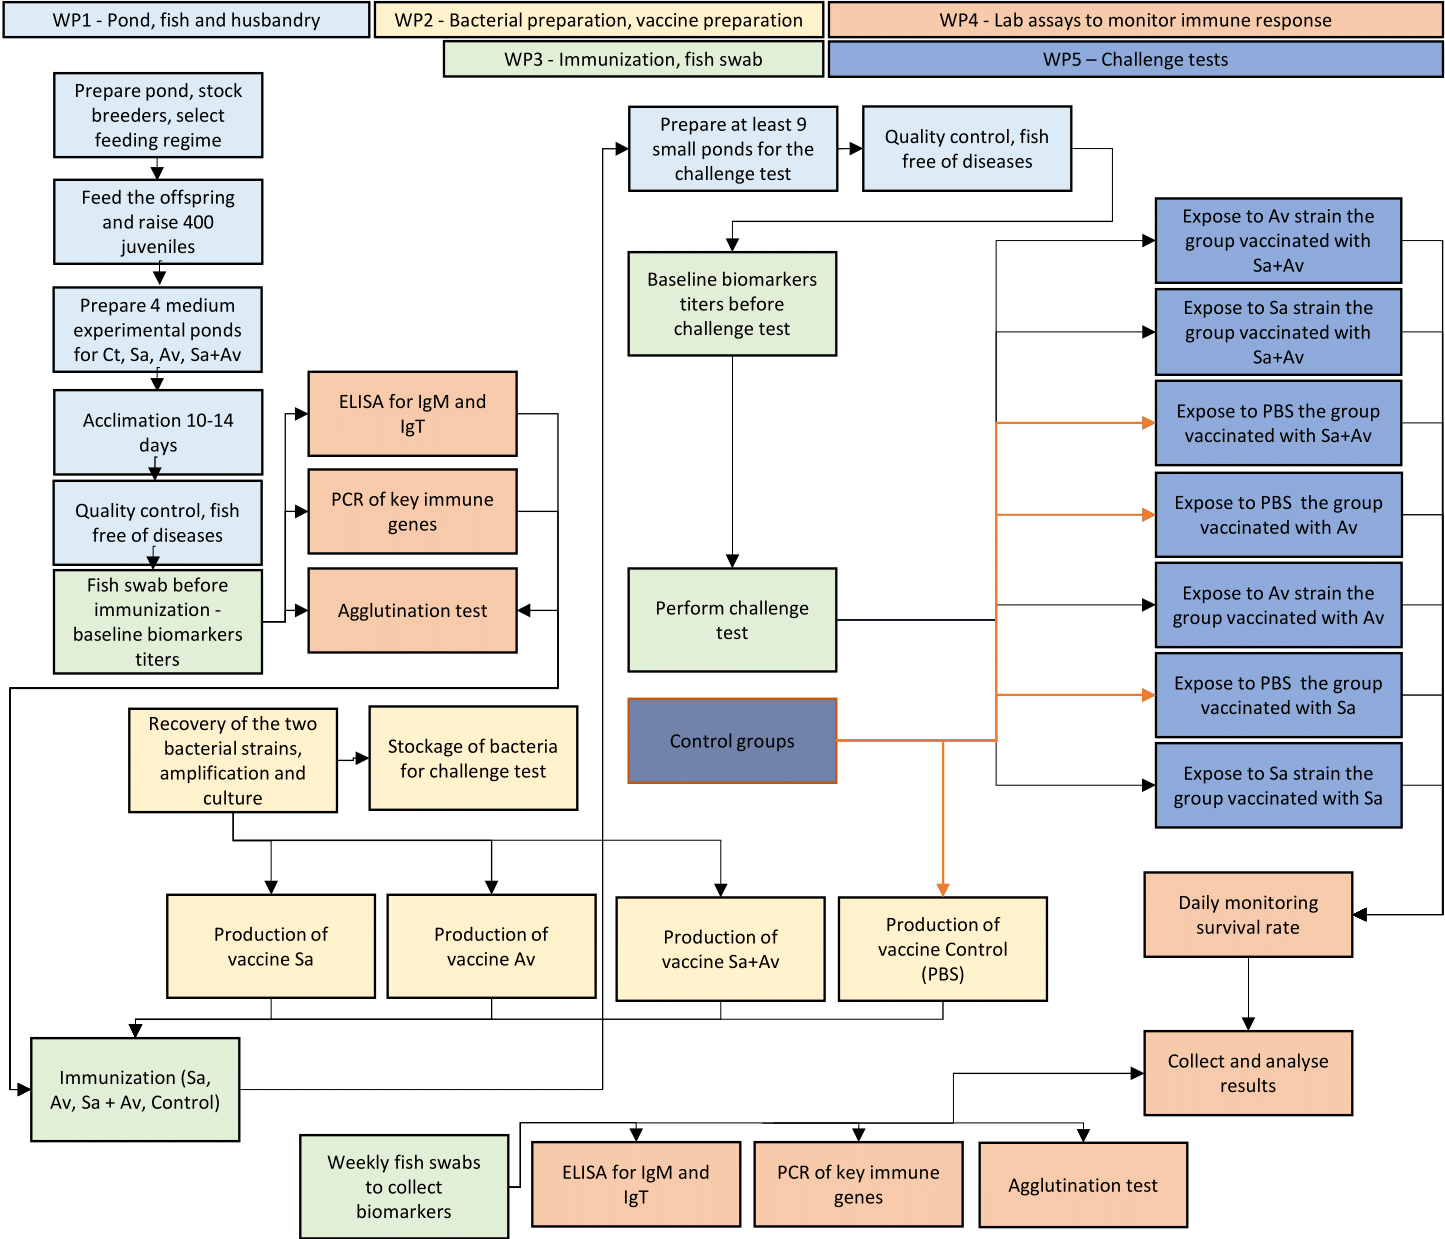 WP1 - Pond, fish and husbandry
WP2 - Bacterial preparation, vaccine preparation
WP4 - Lab assays to monitor immune response
WP3 - Immunization, fish swab
WP5 – Challenge tests
Prepare pond, stock
breeders, select
feeding regime
Feed the offspring
and raise 400
juveniles
Prepare 4 medium
experimental ponds
for Ct, Sa, Av, Sa+Av
Acclimation 10-14
days
Quality control, fish
free of diseases
Fish swab before
immunization -
baseline biomarkers
titers
ELISA for IgM and
IgT
PCR of key immune
genes
Agglutination test
Prepare at least 9
small ponds for the
challenge test
Quality control, fish
free of diseases
Baseline biomarkers
titers before
challenge test
Perform challenge
test
Control groups
Expose to Av strain the
group vaccinated with
Sa+Av
Expose to Sa strain the
group vaccinated with
Sa+Av
Expose to PBS the group
vaccinated with Sa+Av
Expose to PBS  the group
vaccinated with Av
Expose to Av strain the
group vaccinated with Av
Expose to PBS  the group
vaccinated with Sa
Expose to Sa strain the
group vaccinated with Sa
Recovery of the two
bacterial strains,
amplification and
culture
Stockage of bacteria
for challenge test
Production of
vaccine Sa
Production of
vaccine Av
Production of
vaccine Sa+Av
Production of
vaccine Control
(PBS)
Daily monitoring
survival rate
Collect and analyse
results
Immunization (Sa,
Av, Sa + Av, Control)
Weekly fish swabs
to collect
biomarkers
ELISA for IgM and
IgT
PCR of key immune
genes
Agglutination test